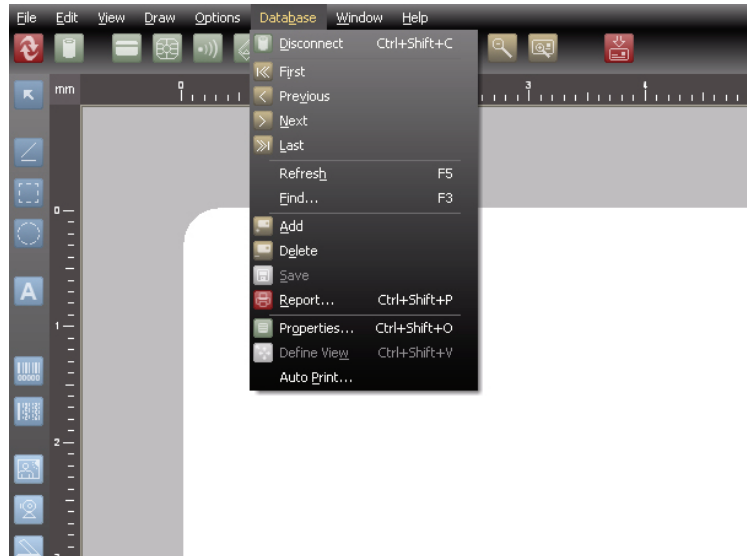 File Edit View Draw Options Database Window Help
Disconnect Ctrl+Shift+C
First
Previous
Next
Last
Refresh F5
Find... F3
Add
Delete
Save
Report... Ctrl+Shift+P
Properties... Ctrl+Shift+O
Define View Ctrl+Shift+V
Auto Print...
mm
0 3 4
0
1
2
A
00000